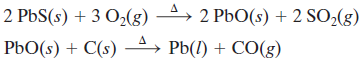 2 PbS(s) + 3 O₂(g) —Δ→ 2 PbO(s) + 2 SO₂(g)
PbO(s) + C(s) —Δ→ Pb(l) + CO(g)